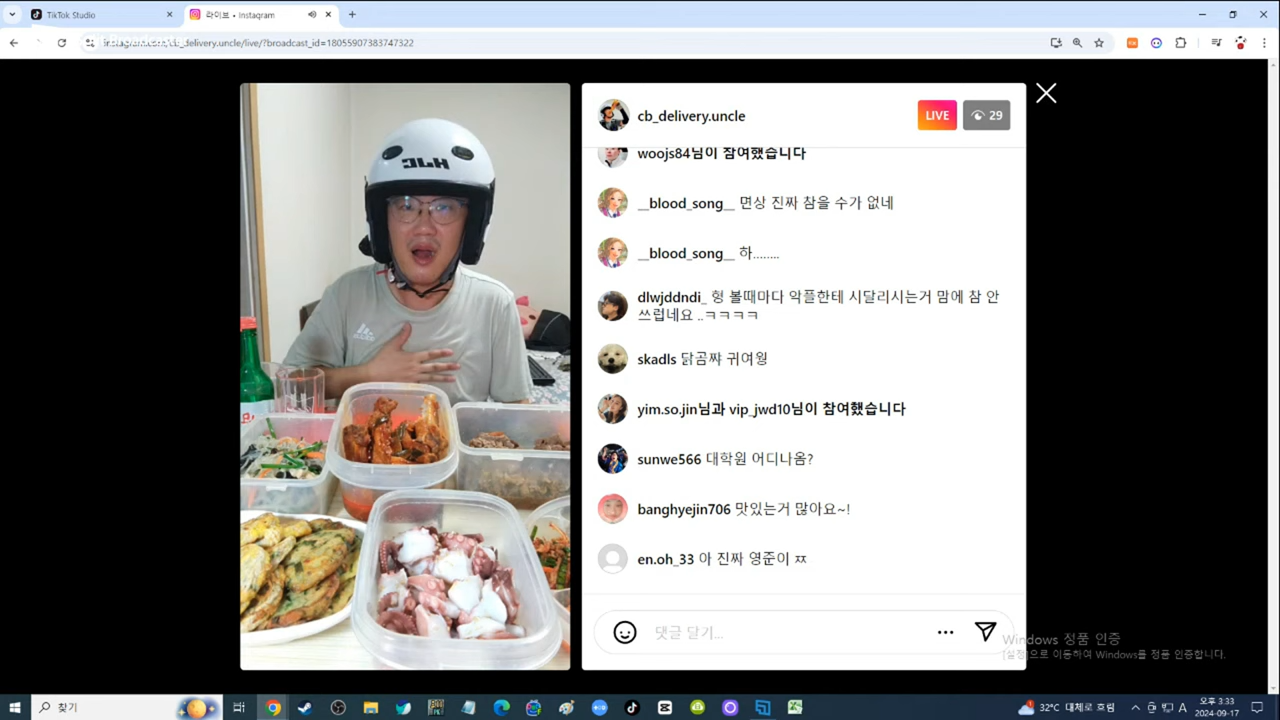 TikTok Studio
라이브 • Instagram
_delivery.uncle/live/?broadcast_id=18055907383747322
HJC
cb_delivery.uncle
LIVE
29
woojs84님이 참여했습니다
__blood_song__ 면상 진짜 참을 수가 없네
__blood_song__ 하........
dlwjddndi_ 형 볼때마다 악플한테 시달리시는거 맘에 참 안
쓰럽네요 ..ㅋㅋㅋㅋ
skadls 닭곰쨔 귀여웡
yim.so.jin님과 vip_jwd10님이 참여했습니다
sunwe566 대학원 어디나옴?
banghyejin706 맛있는거 많아요~!
en.oh_33 아 진짜 영준이 ㅉ
댓글 달기...
Windows 정품 인증
[설정]으로 이동하여 Windows를 정품 인증합니다.
찾기
32°C 대체로 흐림
A
오후 3:33
2024-09-17